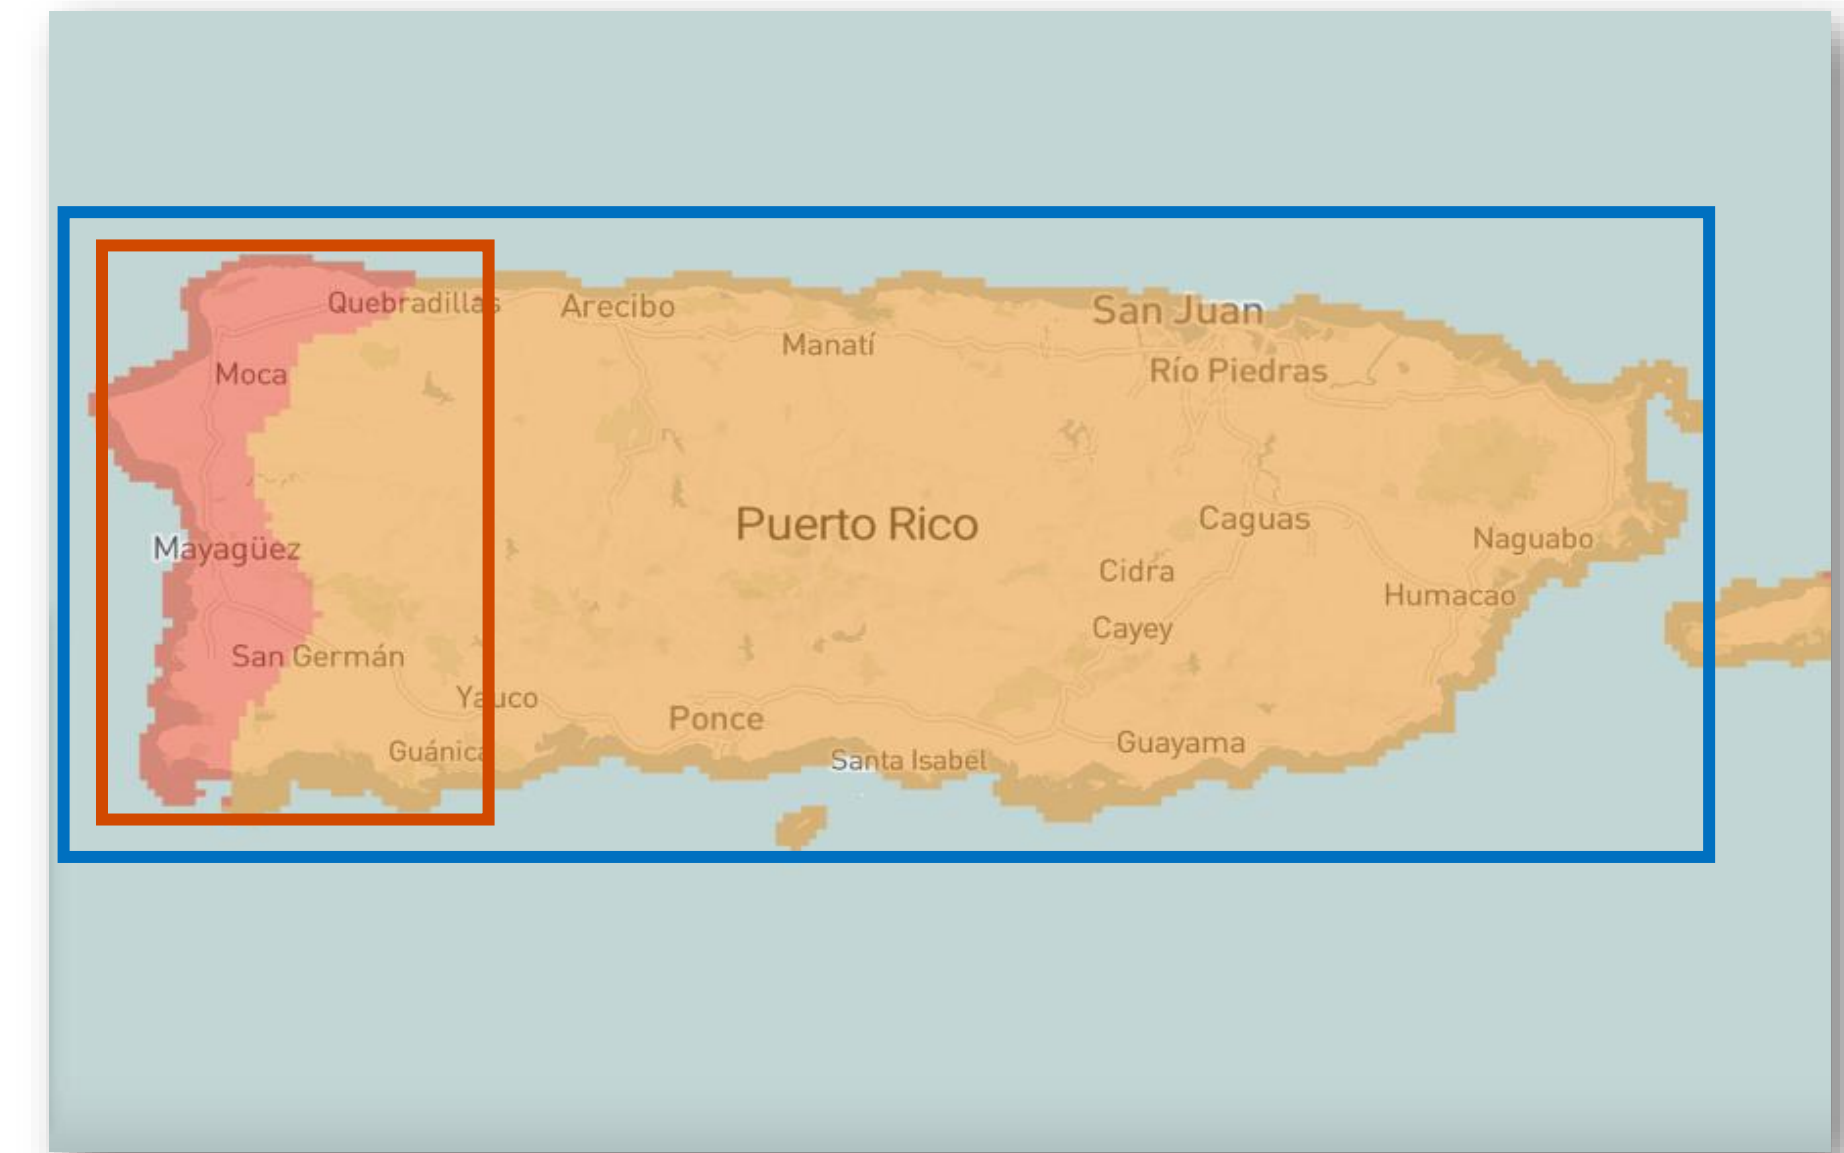 Quebradillas
Arecibo
San Juan
Manatí
Moca
Río Piedras
Puerto Rico
Caguas
Mayagüez
Naguabo
Cidra
Humacao
Cayey
San Germán
Yauco
Ponce
Guánica
Santa Isabel
Guayama